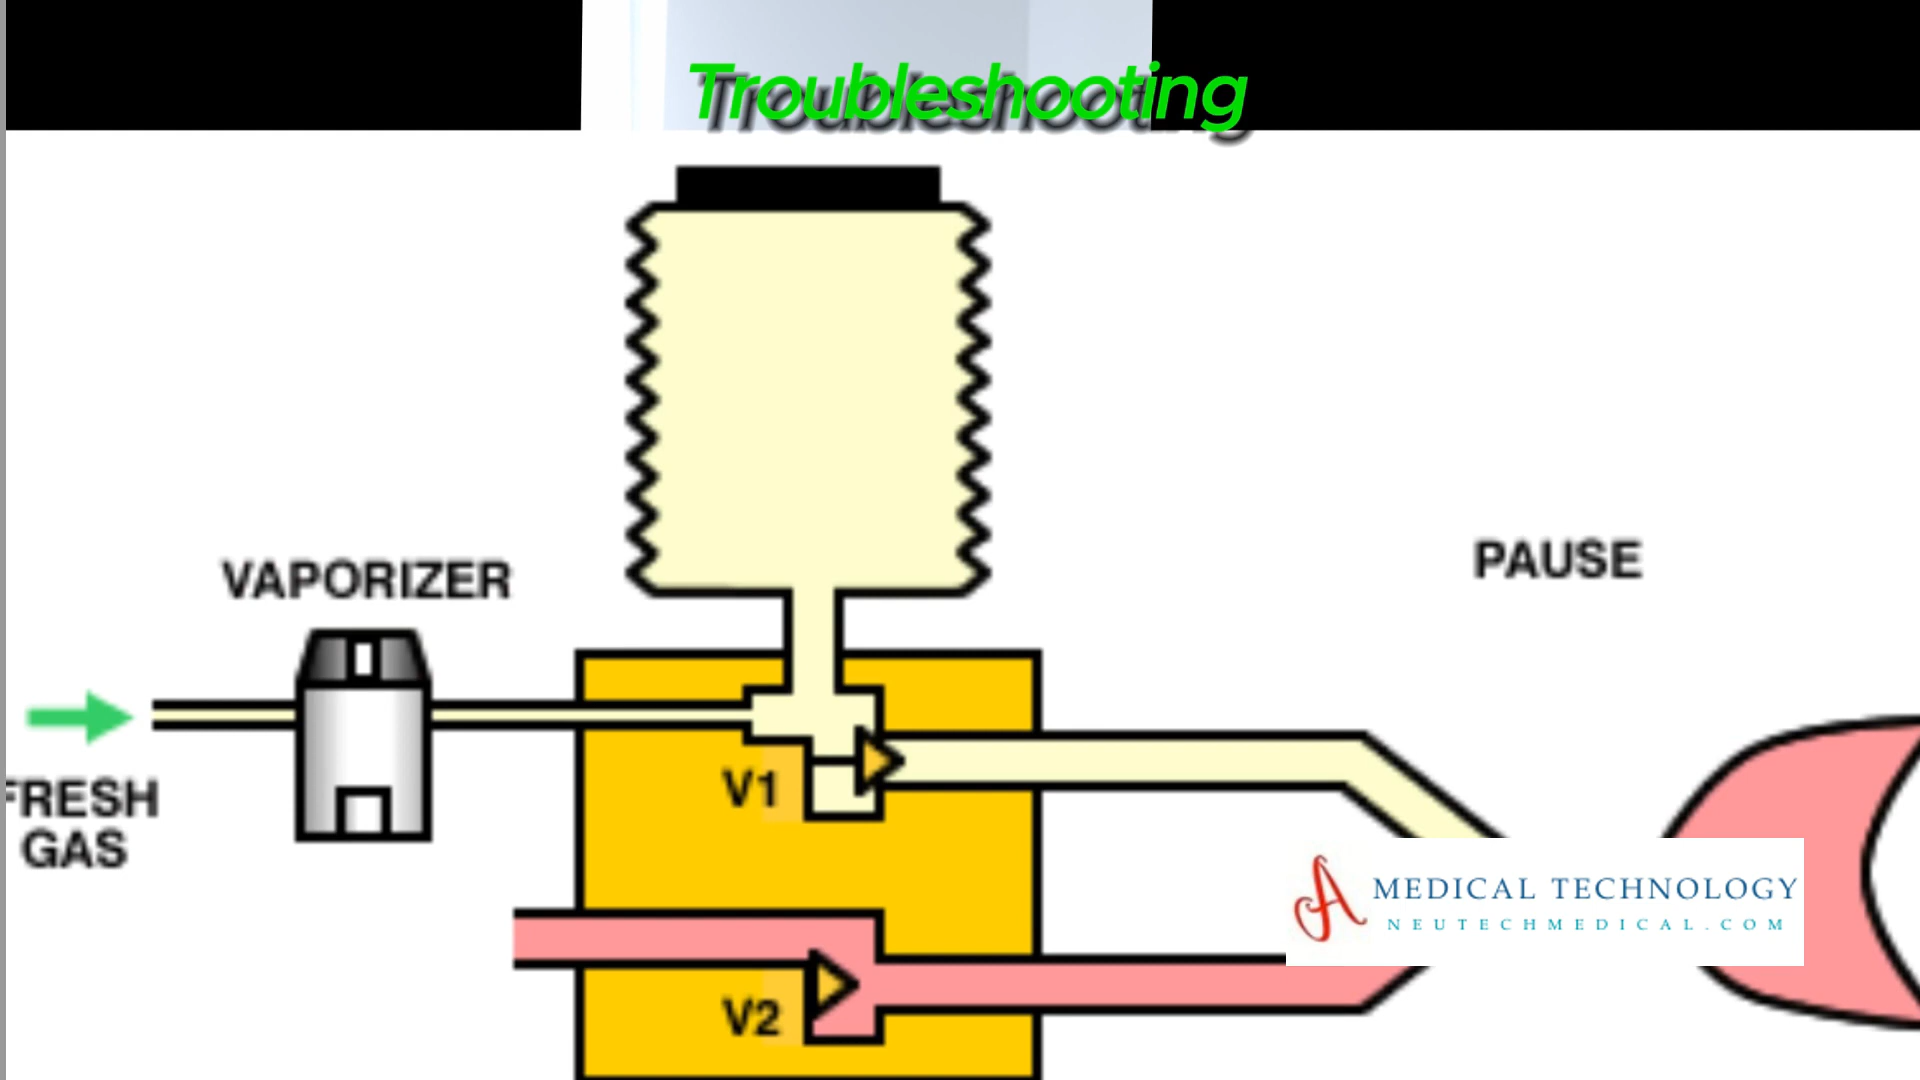 Troubleshooting
VAPORIZER
PAUSE
FRESH
GAS
V1
V2
A MEDICAL TECHNOLOGY
NEUTECHMEDICAL.COM